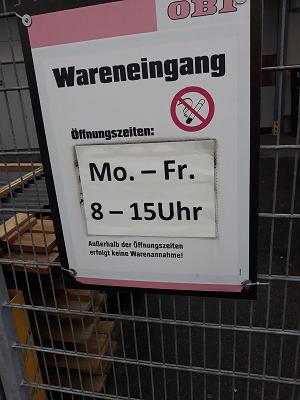 OBI
Wareneingang
Öffnungszeiten:
Mo. – Fr.
8 – 15Uhr
Außerhalb der Öffnungszeiten
erfolgt keine Warenannahme!